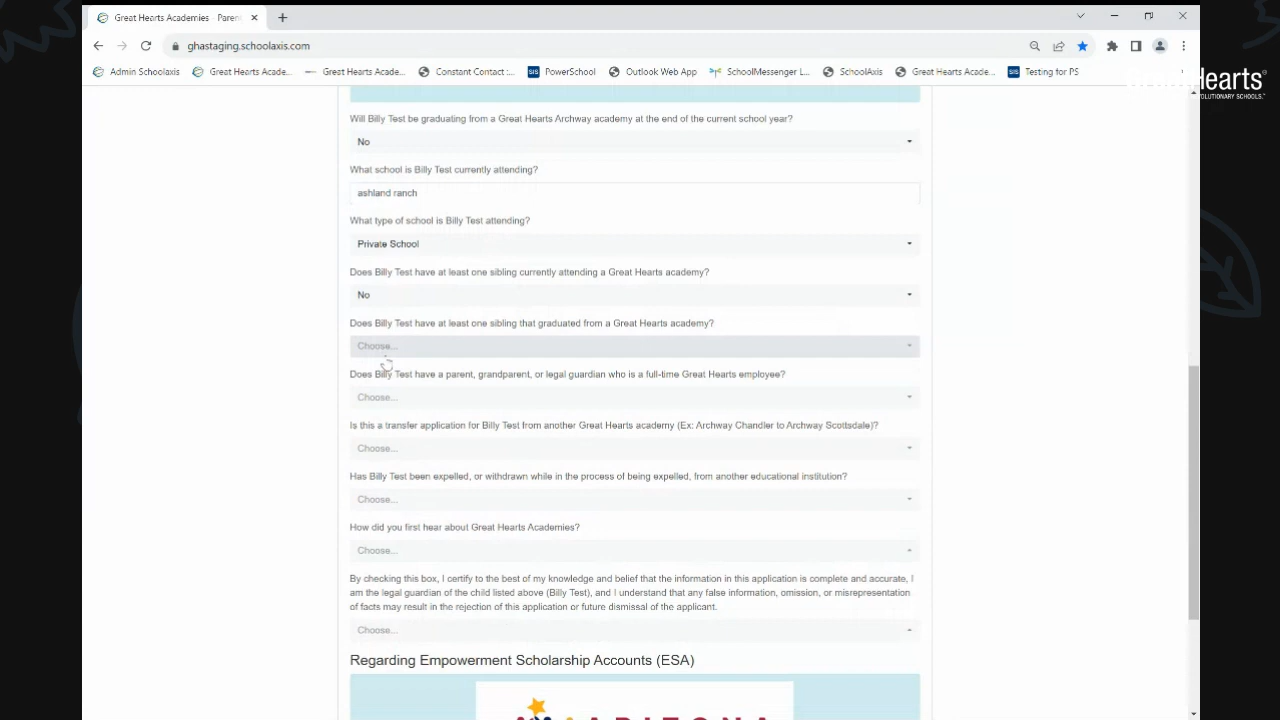 Great Hearts Academies - Paren
ghastaging.schoolaxis.com
Admin Schoolaxis Great Hearts Acade... Great Hearts Acade... Constant Contact :... SIS PowerSchool Outlook Web App SchoolMessenger L... SchoolAxis Great Hearts Acade... SIS Testing for PS
Hearts®
OLUTIONARY SCHOOLS.™
Will Billy Test be graduating from a Great Hearts Archway academy at the end of the current school year?
No
What school is Billy Test currently attending?
ashland ranch
What type of school is Billy Test attending?
Private School
Does Billy Test have at least one sibling currently attending a Great Hearts academy?
No
Does Billy Test have at least one sibling that graduated from a Great Hearts academy?
Choose...
Does Billy Test have a parent, grandparent, or legal guardian who is a full-time Great Hearts employee?
Choose...
Is this a transfer application for Billy Test from another Great Hearts academy (Ex: Archway Chandler to Archway Scottsdale)?
Choose...
Has Billy Test been expelled, or withdrawn while in the process of being expelled, from another educational institution?
Choose...
How did you first hear about Great Hearts Academies?
Choose...
By checking this box, I certify to the best of my knowledge and belief that the information in this application is complete and accurate, I
am the legal guardian of the child listed above (Billy Test), and I understand that any false information, omission, or misrepresentation
of facts may result in the rejection of this application or future dismissal of the applicant.
Choose...
Regarding Empowerment Scholarship Accounts (ESA)
ARIZONA